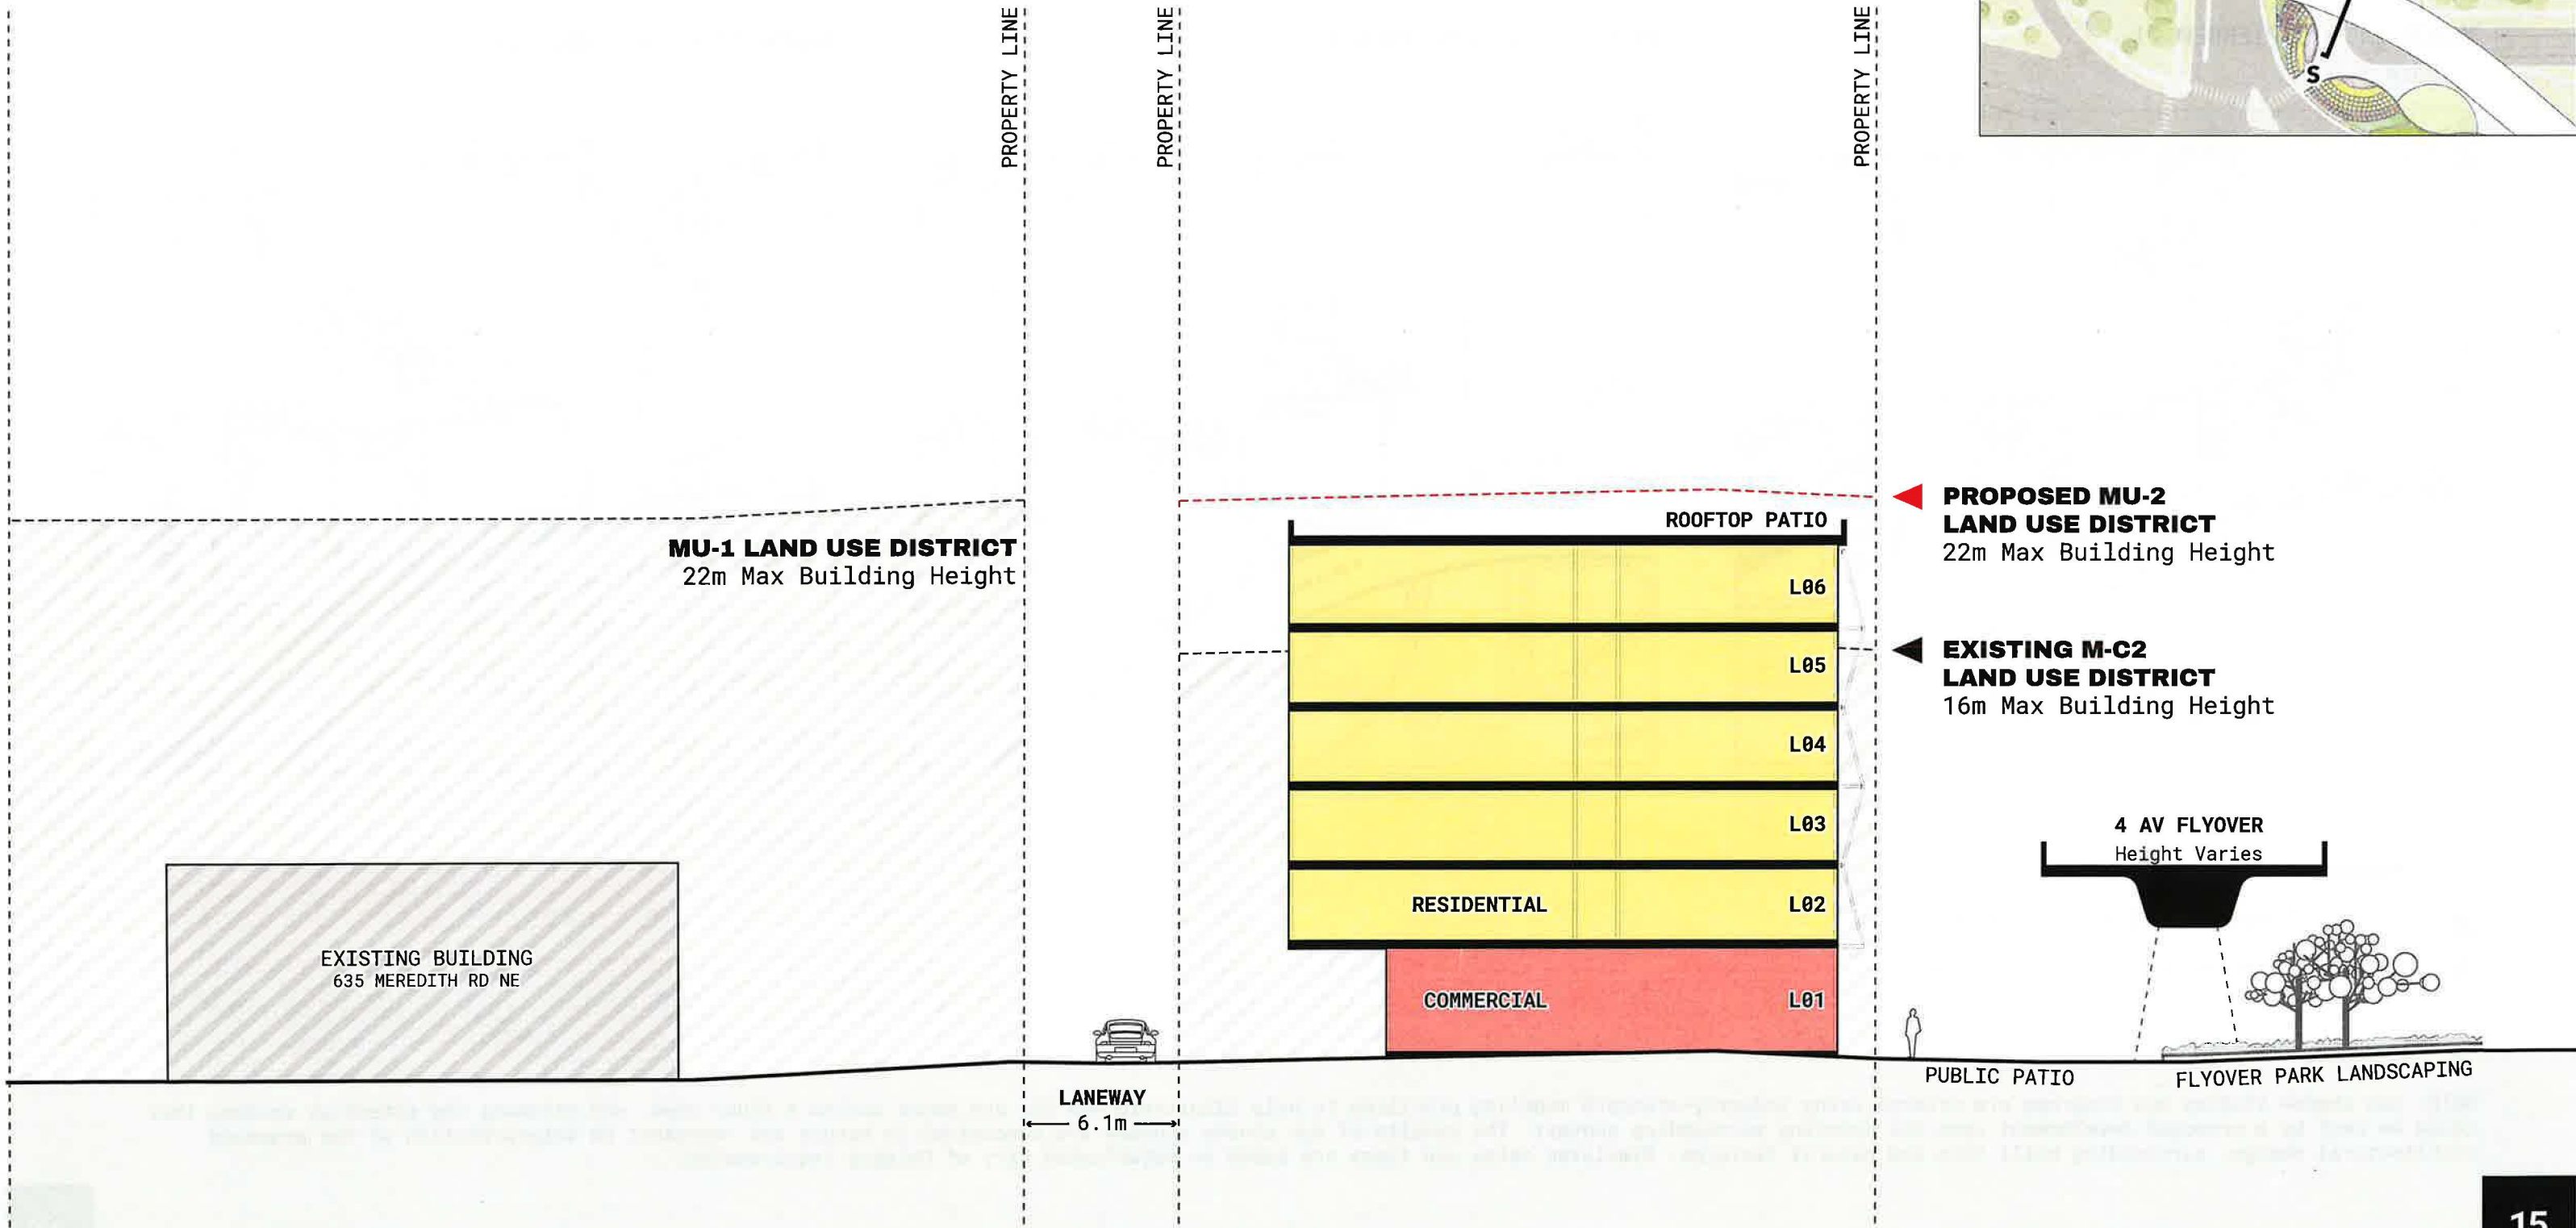 PROPERTY LINE
PROPERTY LINE
PROPERTY LINE
S
PROPOSED MU-2
LAND USE DISTRICT
22m Max Building Height
ROOFTOP PATIO
MU-1 LAND USE DISTRICT
22m Max Building Height
L06
EXISTING M-C2
LAND USE DISTRICT
16m Max Building Height
L05
L04
L03
4 AV FLYOVER
Height Varies
RESIDENTIAL
L02
EXISTING BUILDING
635 MEREDITH RD NE
COMMERCIAL
L01
PUBLIC PATIO
FLYOVER PARK LANDSCAPING
LANEWAY
6.1m
15